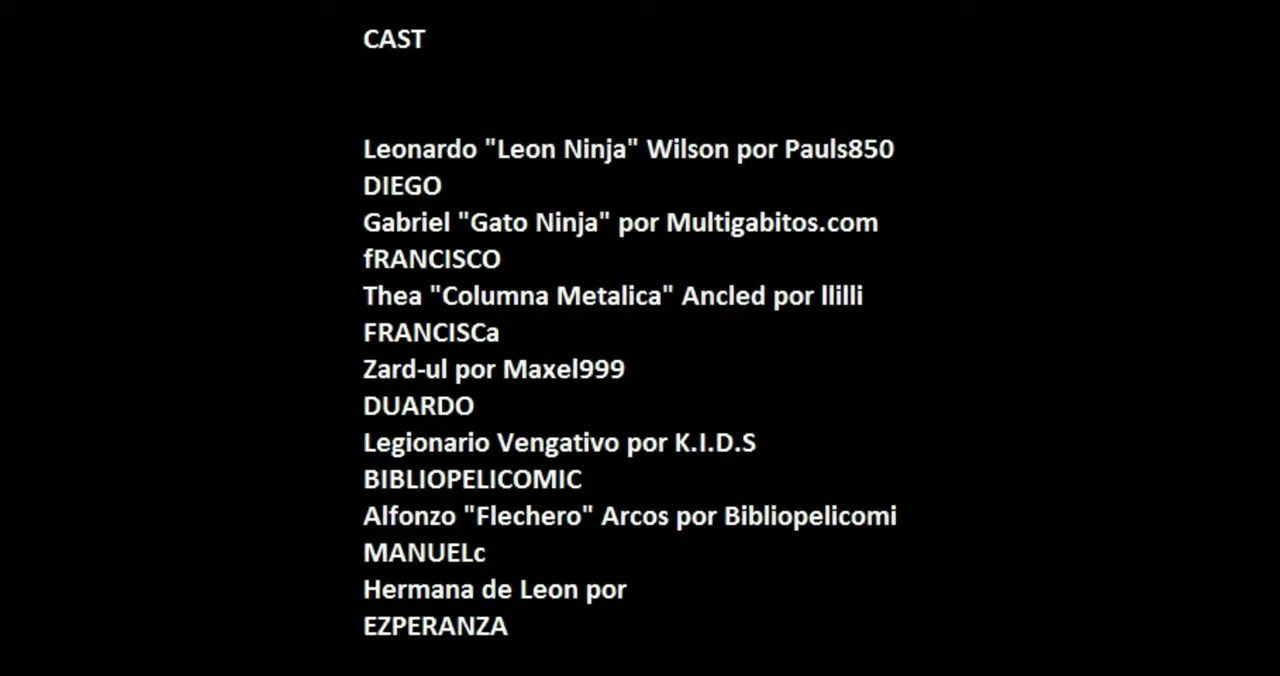 CAST
Leonardo "Leon Ninja" Wilson por Pauls850
DIEGO
Gabriel "Gato Ninja" por Multigabitos.com
fRANCISCO
Thea "Columna Metalica" Ancled por llilli
FRANCISCa
Zard-ul por Maxel999
DUARDO
Legionario Vengativo por K.I.D.S
BIBLIOPELICOMIC
Alfonzo "Flechero" Arcos por Bibliopelicomi
MANUELc
Hermana de Leon por
EZPERANZA